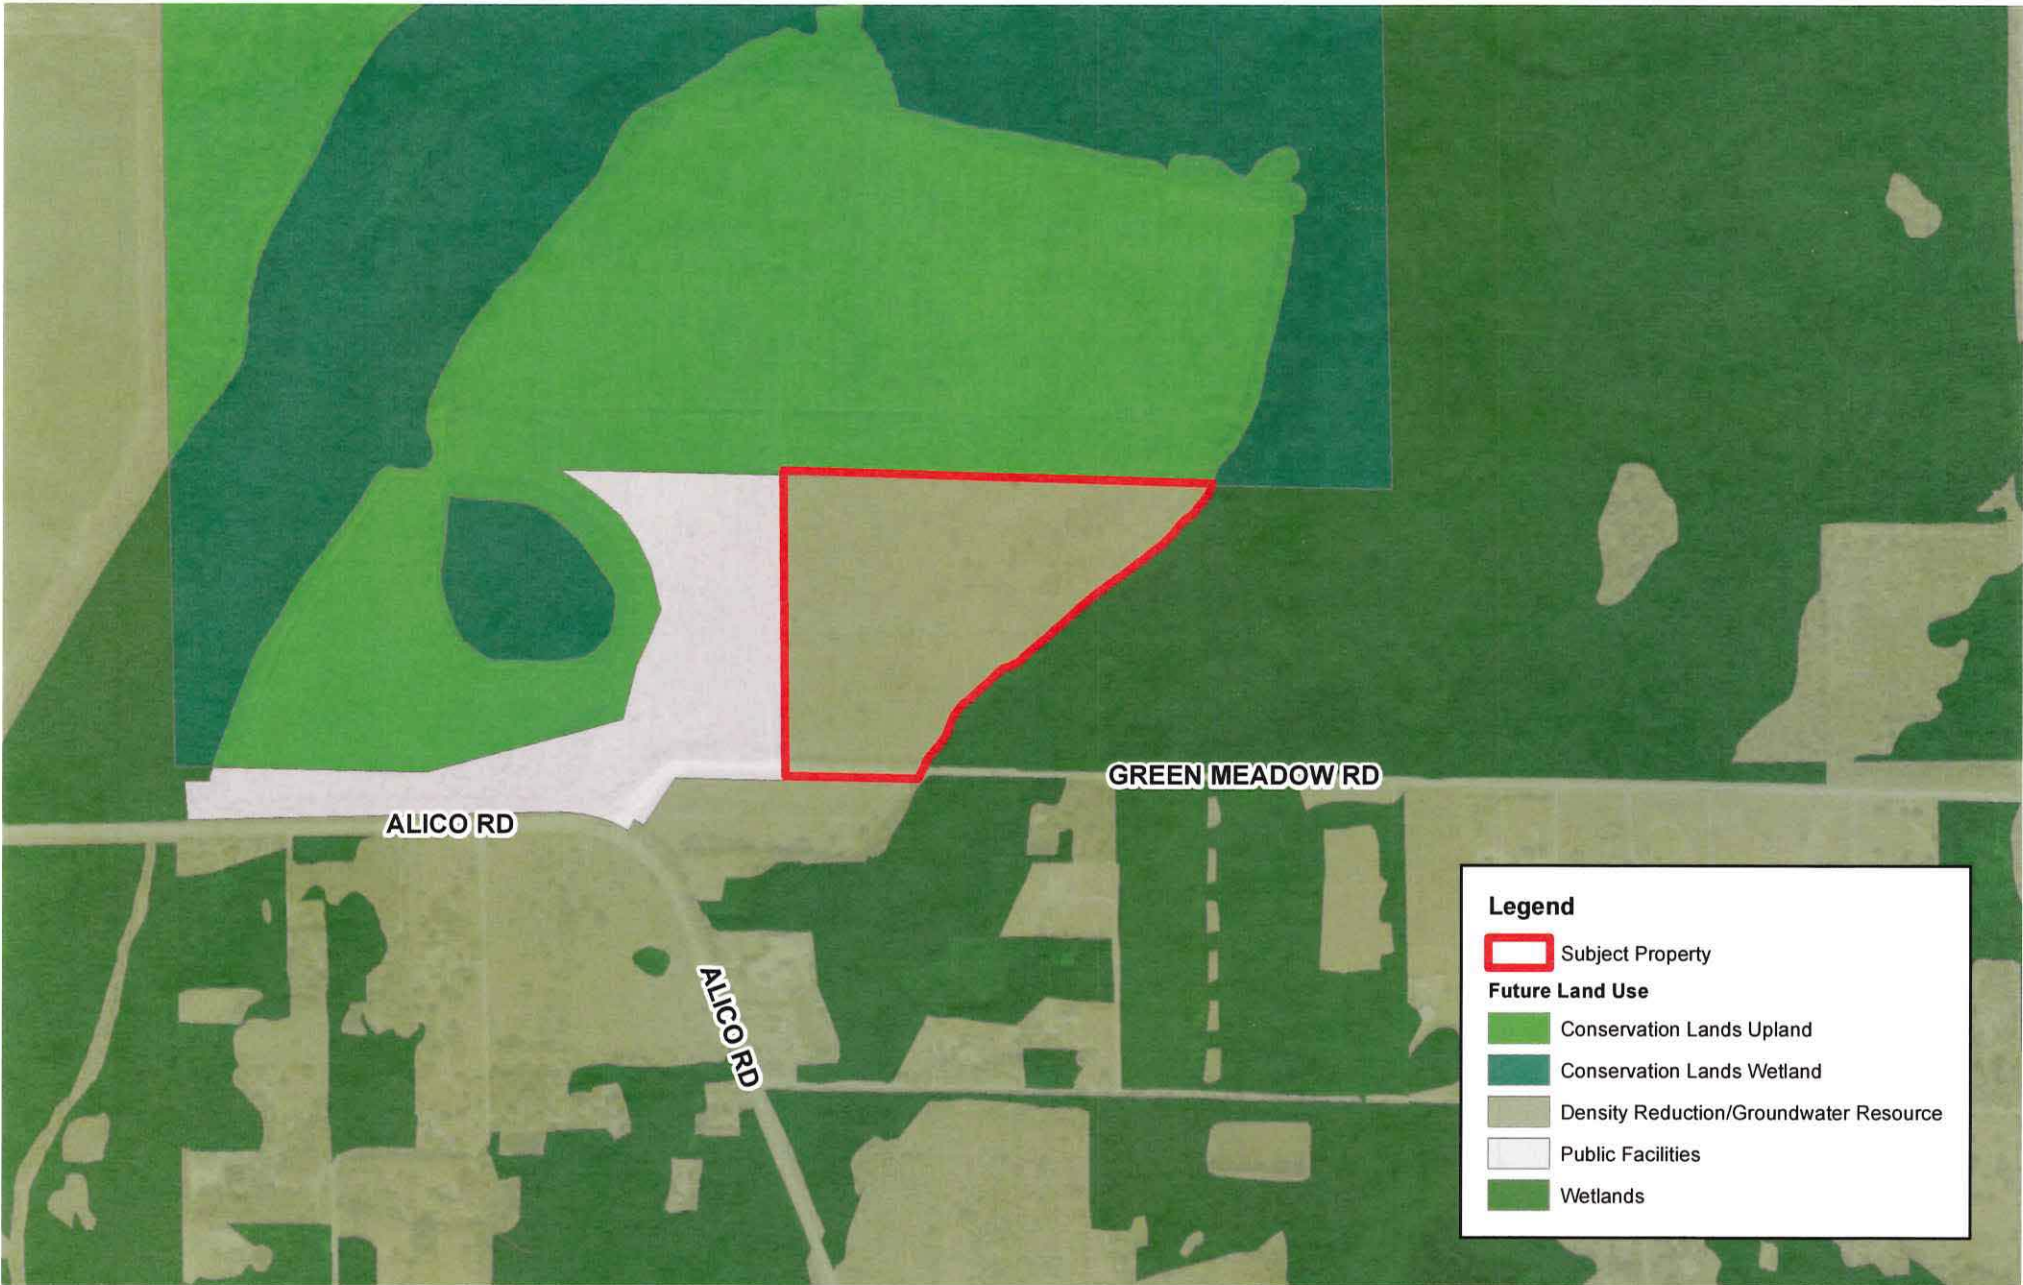 GREEN MEADOW RD
ALICO RD
ALICO RD
Legend
Subject Property
Future Land Use
Conservation Lands Upland
Conservation Lands Wetland
Density Reduction/Groundwater Resource
Public Facilities
Wetlands